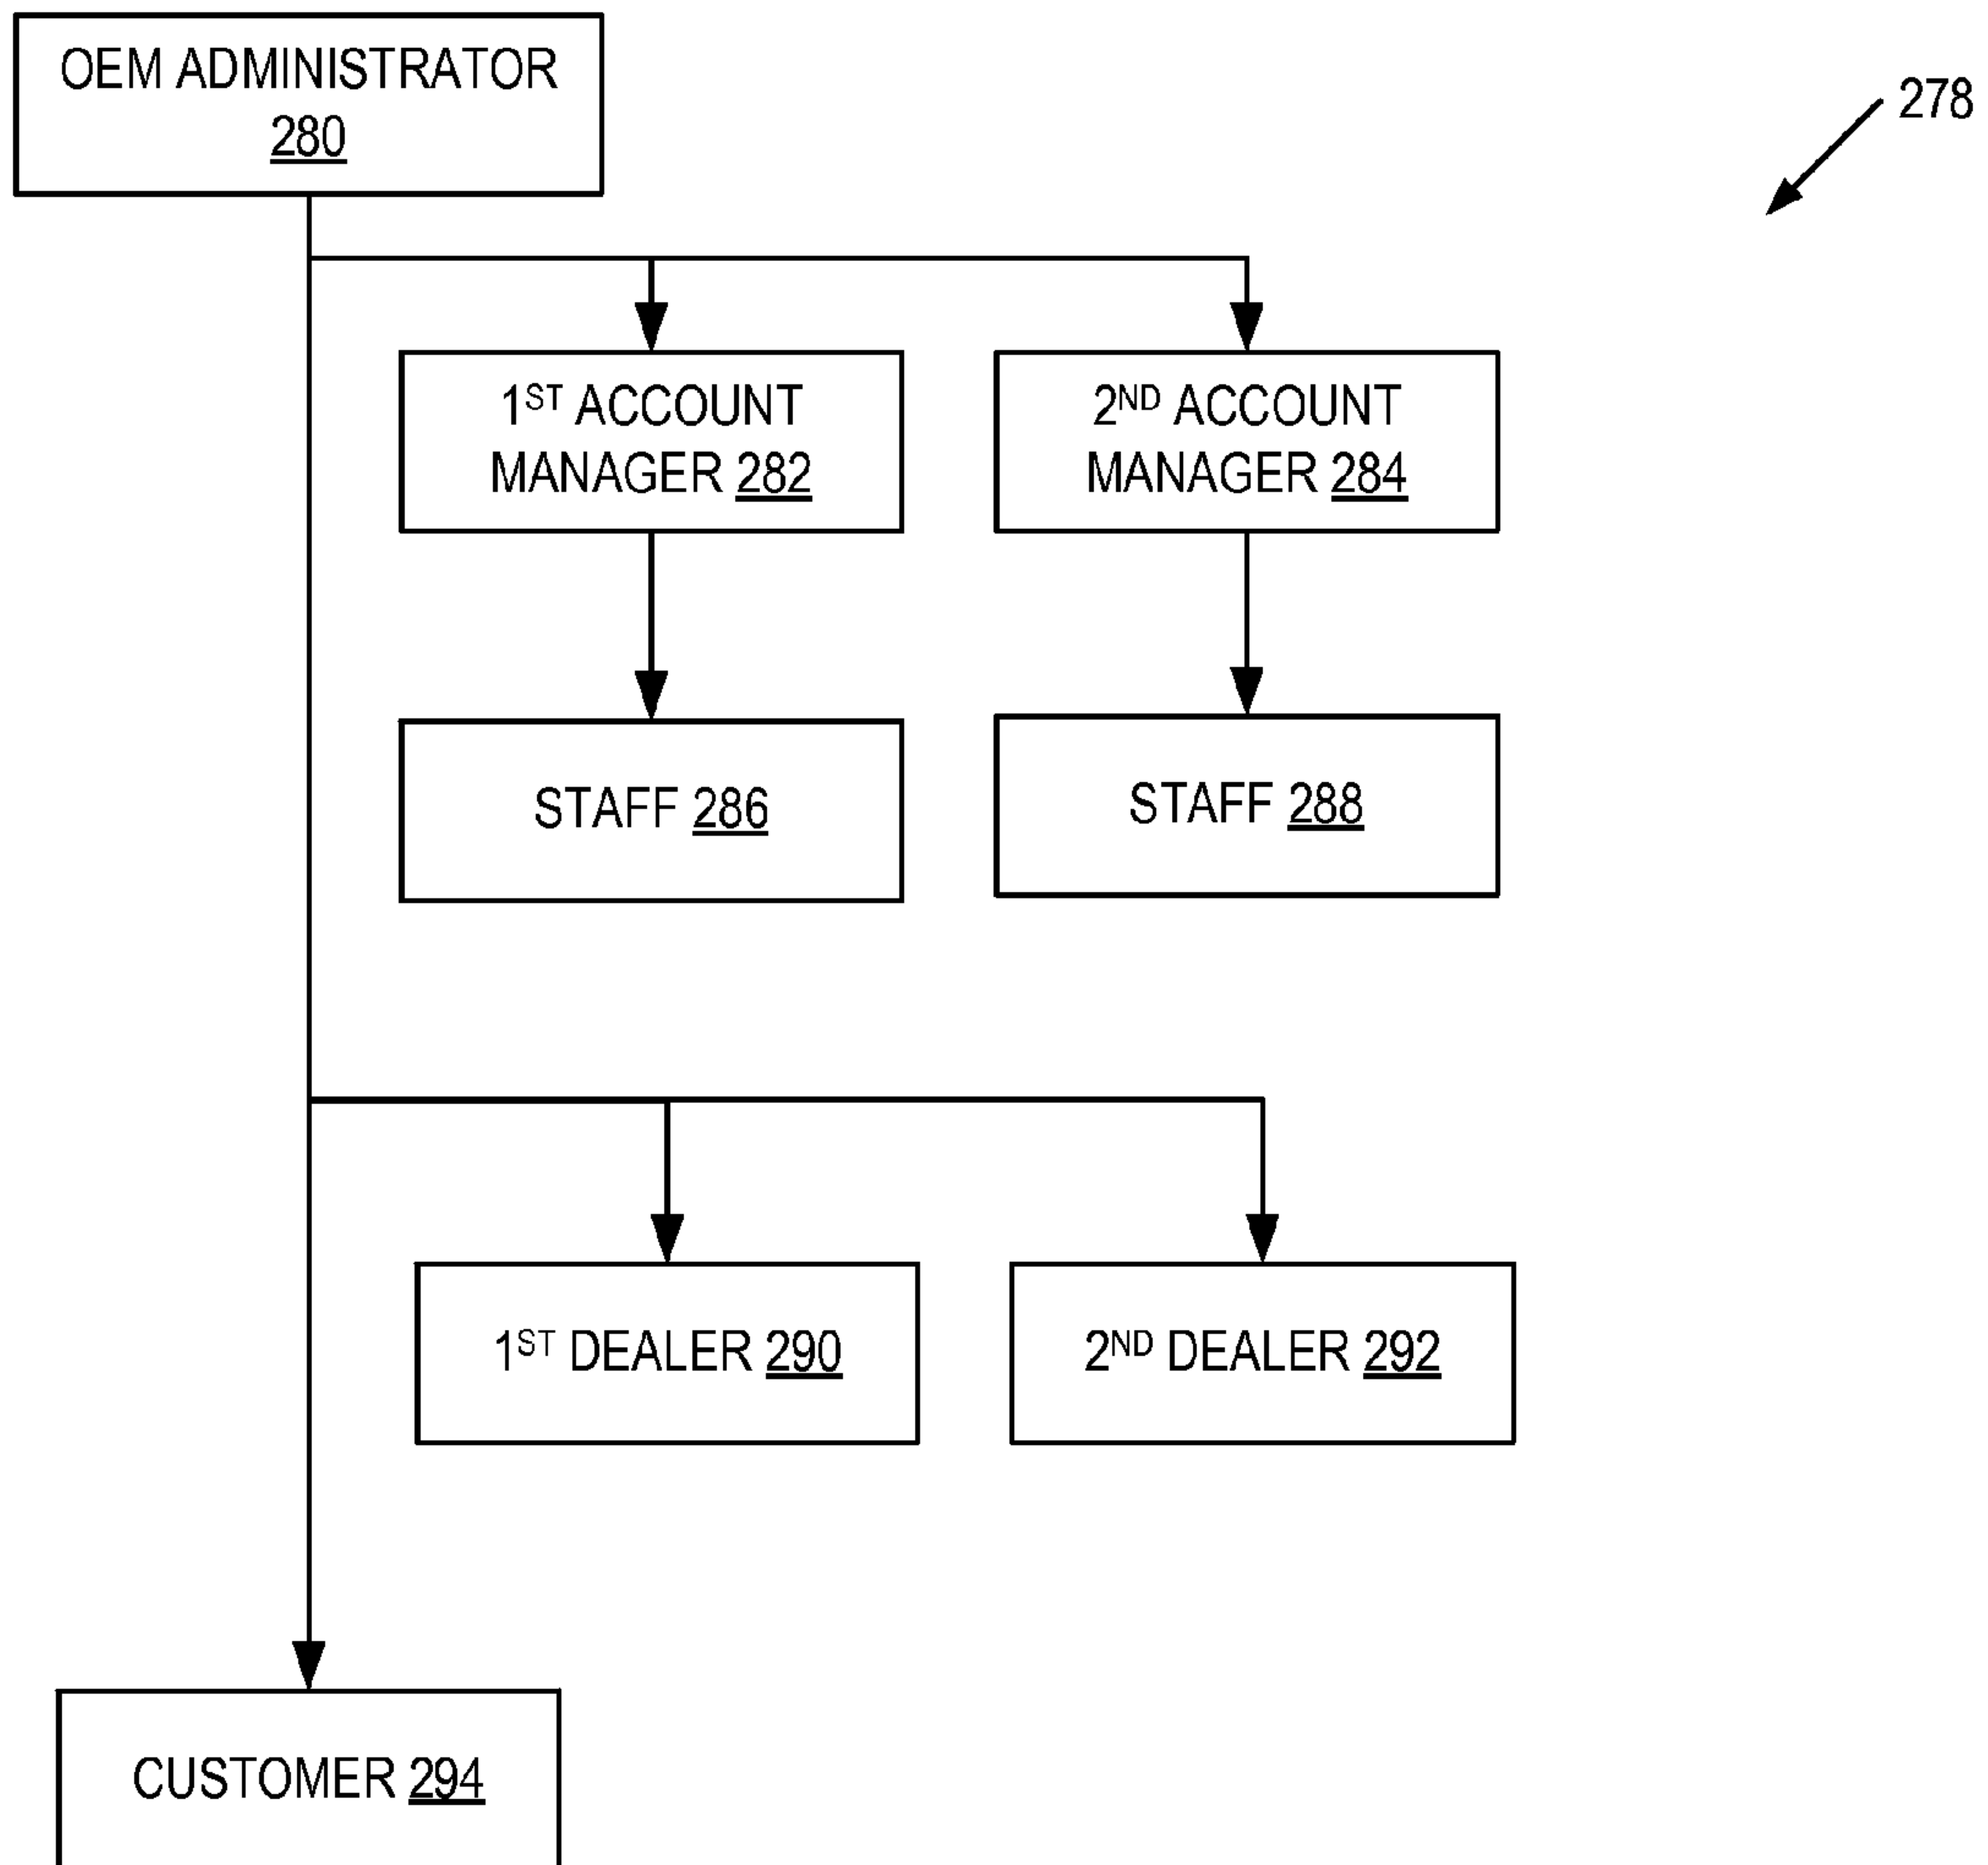 OEM ADMINISTRATOR
280
278
1ST ACCOUNT
MANAGER 282
2ND ACCOUNT
MANAGER 284
STAFF 286
STAFF 288
1ST DEALER 290
2ND DEALER 292
CUSTOMER 294